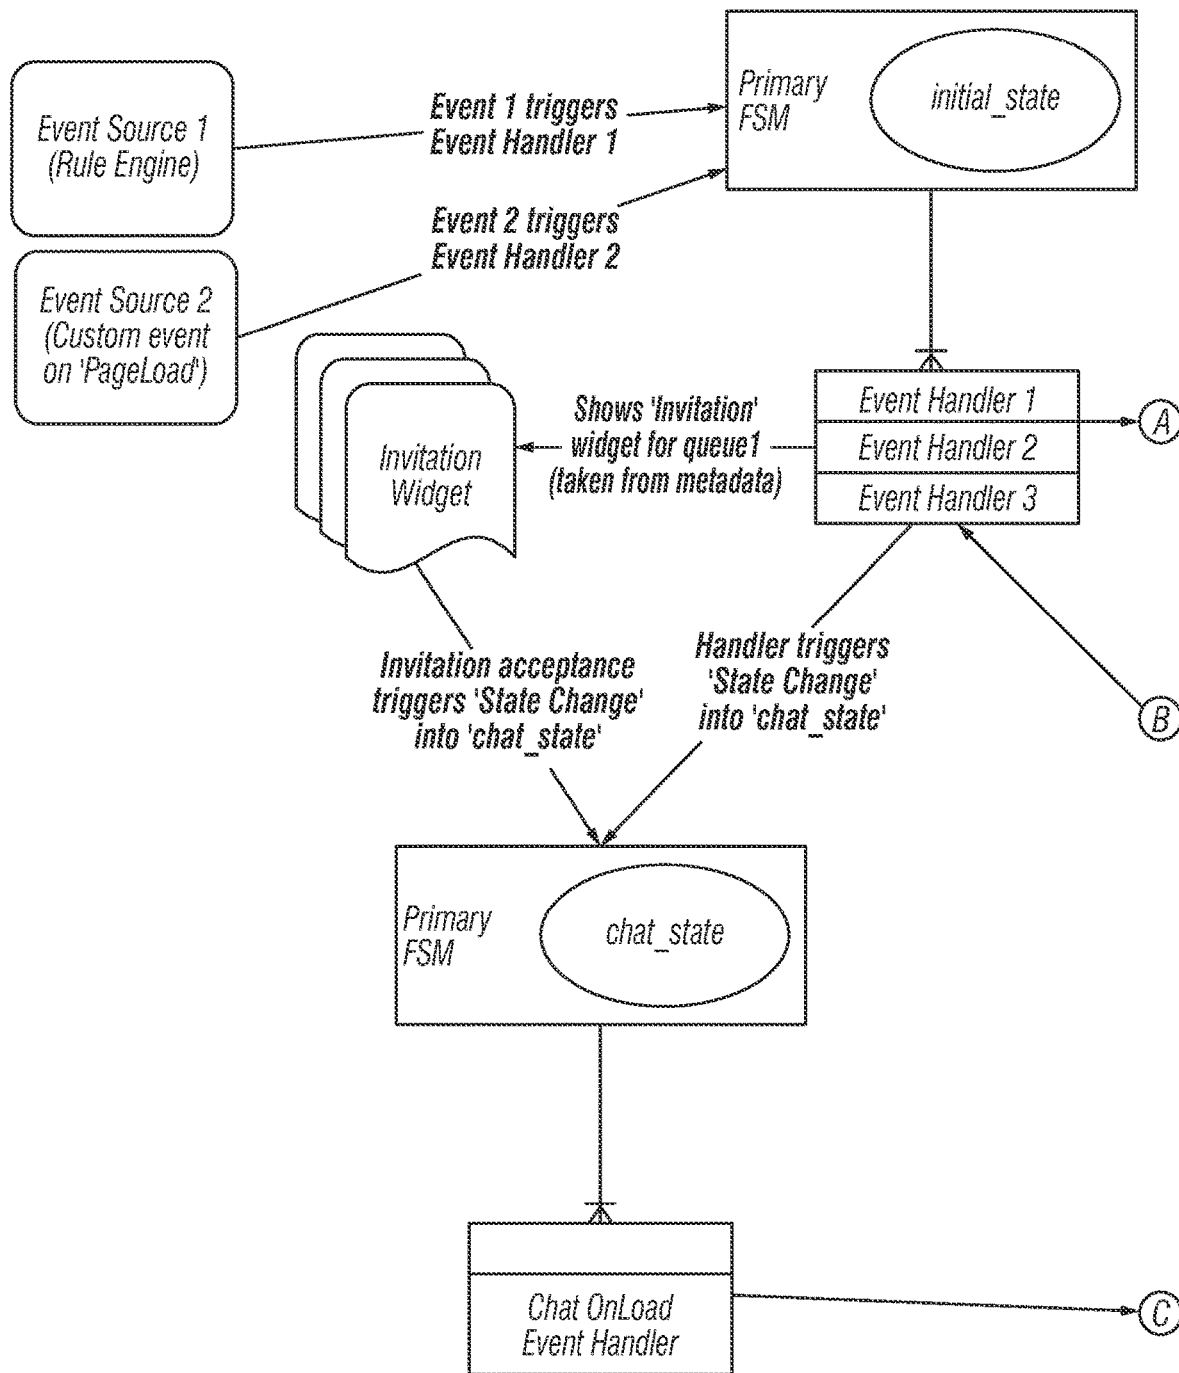 Primary
FSM
initial_state
Event Source 1
(Rule Engine)
Event 1 triggers
Event Handler 1
Event 2 triggers
Event Handler 2
Event Source 2
(Custom event
on 'PageLoad')
Event Handler 1
Event Handler 2
Event Handler 3
A
Shows 'Invitation'
widget for queue1
(taken from metadata)
Invitation
Widget
Invitation acceptance
triggers 'State Change'
into 'chat_state'
Handler triggers
'State Change'
into 'chat_state'
B
Primary
FSM
chat_state
Chat OnLoad
Event Handler
C